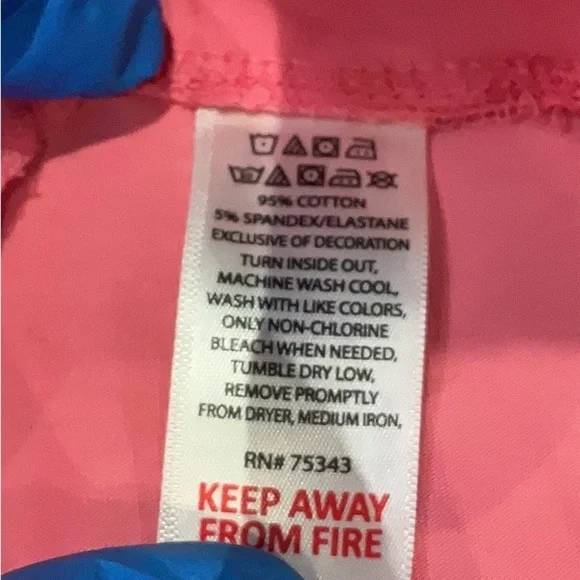 95% COTTON
5% SPANDEX/ELASTANE
EXCLUSIVE OF DECORATION
TURN INSIDE OUT,
MACHINE WASH COOL,
WASH WITH LIKE COLORS,
ONLY NON-CHLORINE
BLEACH WHEN NEEDED,
TUMBLE DRY LOW,
REMOVE PROMPTLY
FROM DRYER, MEDIUM IRON,
RN# 75343
KEEP AWAY
FROM FIRE